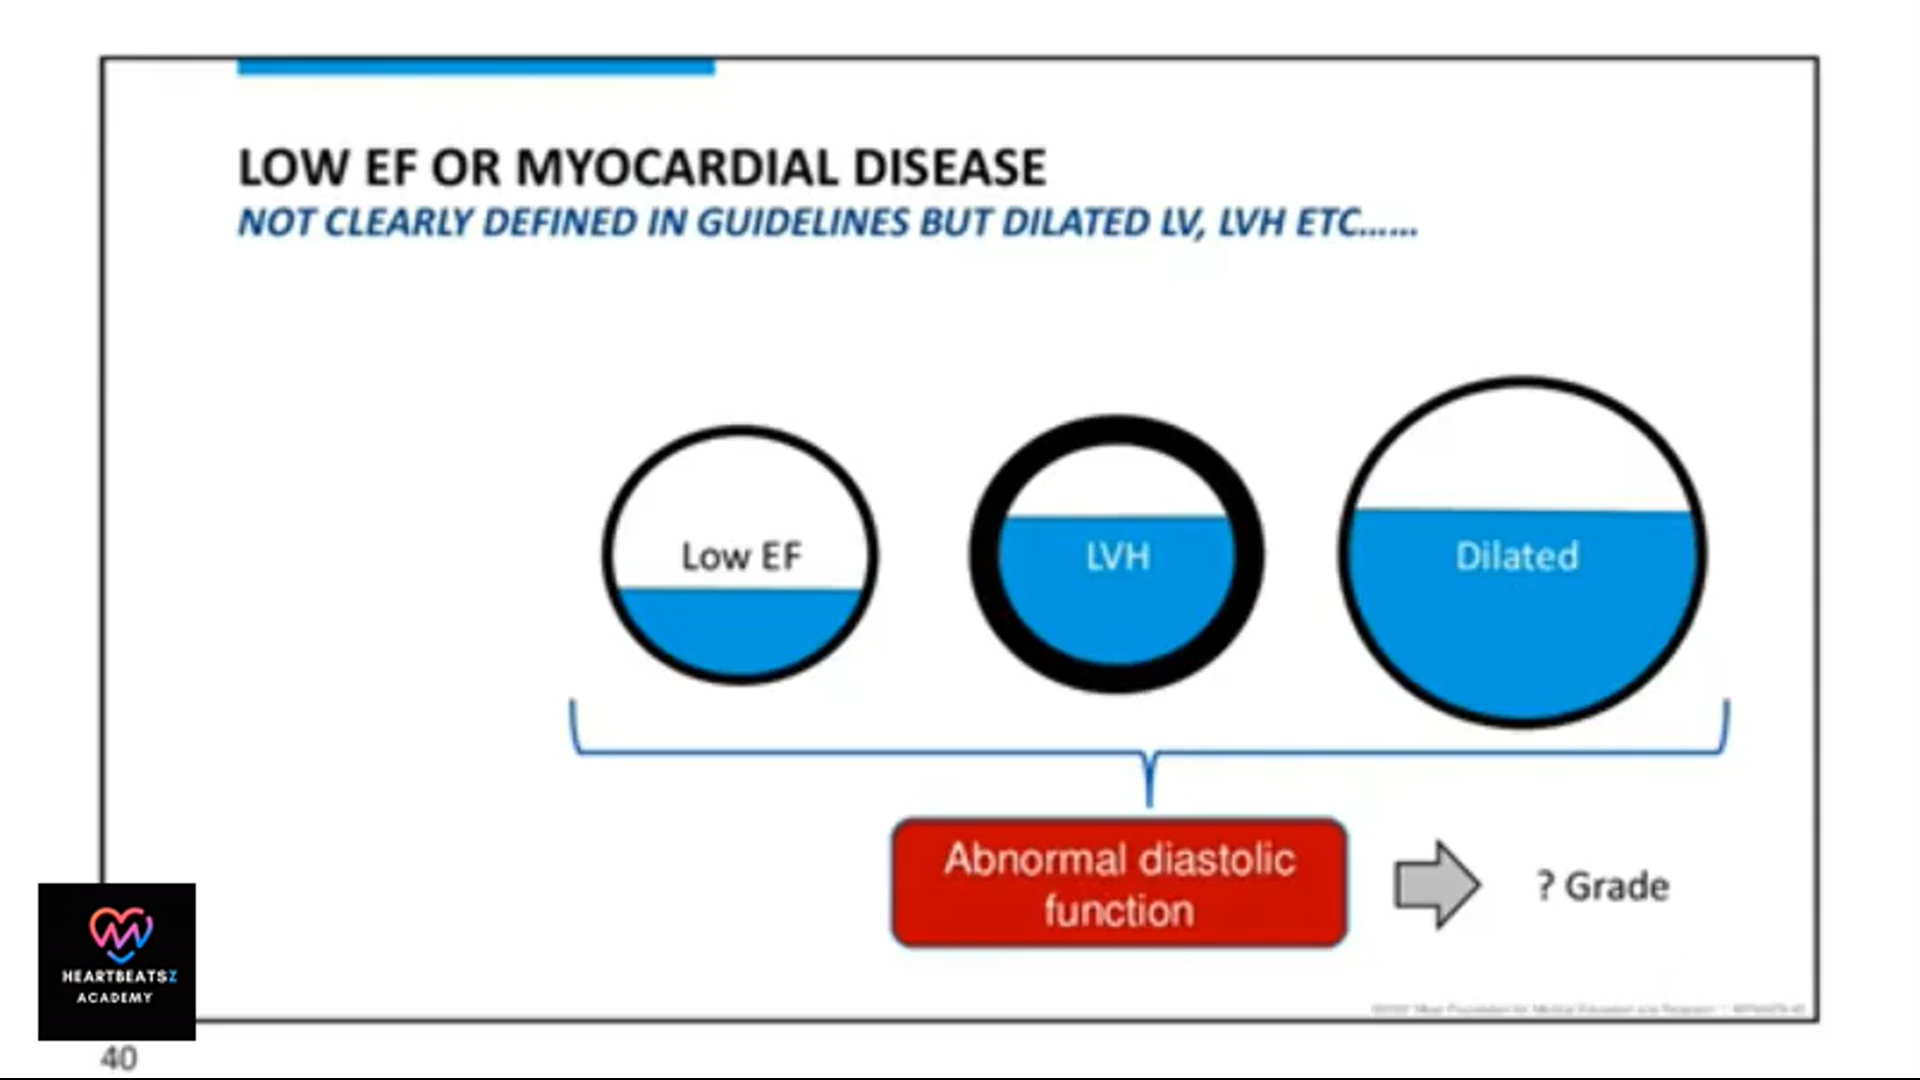 LOW EF OR MYOCARDIAL DISEASE
NOT CLEARLY DEFINED IN GUIDELINES BUT DILATED LV, LVH ETC......
Low EF
LVH
Dilated
Abnormal diastolic
function
? Grade
HEARTBEATSZ
ACADEMY
40